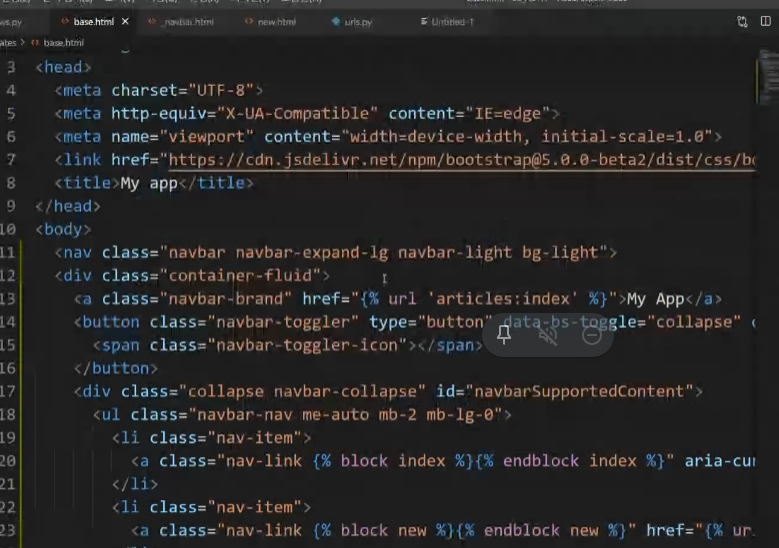 ws.py base.html × _navbar.html new.html urls.py Untitled-1
ates > base.html
3 <head>
4 <meta charset="UTF-8">
5 <meta http-equiv="X-UA-Compatible" content="IE=edge">
6 <meta name="viewport" content="width=device-width, initial-scale=1.0">
7 <link href="https://cdn.jsdelivr.net/npm/bootstrap@5.0.0-beta2/dist/css/bo
8 <title>My app</title>
9 </head>
10 <body>
11 <nav class="navbar navbar-expand-lg navbar-light bg-light">
12 <div class="container-fluid">
13 <a class="navbar-brand" href="{% url 'articles:index' %}">My App</a>
14 <button class="navbar-toggler" type="button" data-bs-toggle="collapse"
15 <span class="navbar-toggler-icon"></span>
16 </button>
17 <div class="collapse navbar-collapse" id="navbarSupportedContent">
18 <ul class="navbar-nav me-auto mb-2 mb-lg-0">
19 <li class="nav-item">
20 <a class="nav-link {% block index %}{% endblock index %}" aria-cur
21 </li>
22 <li class="nav-item">
23 <a class="nav-link {% block new %}{% endblock new %}" href="{% ur